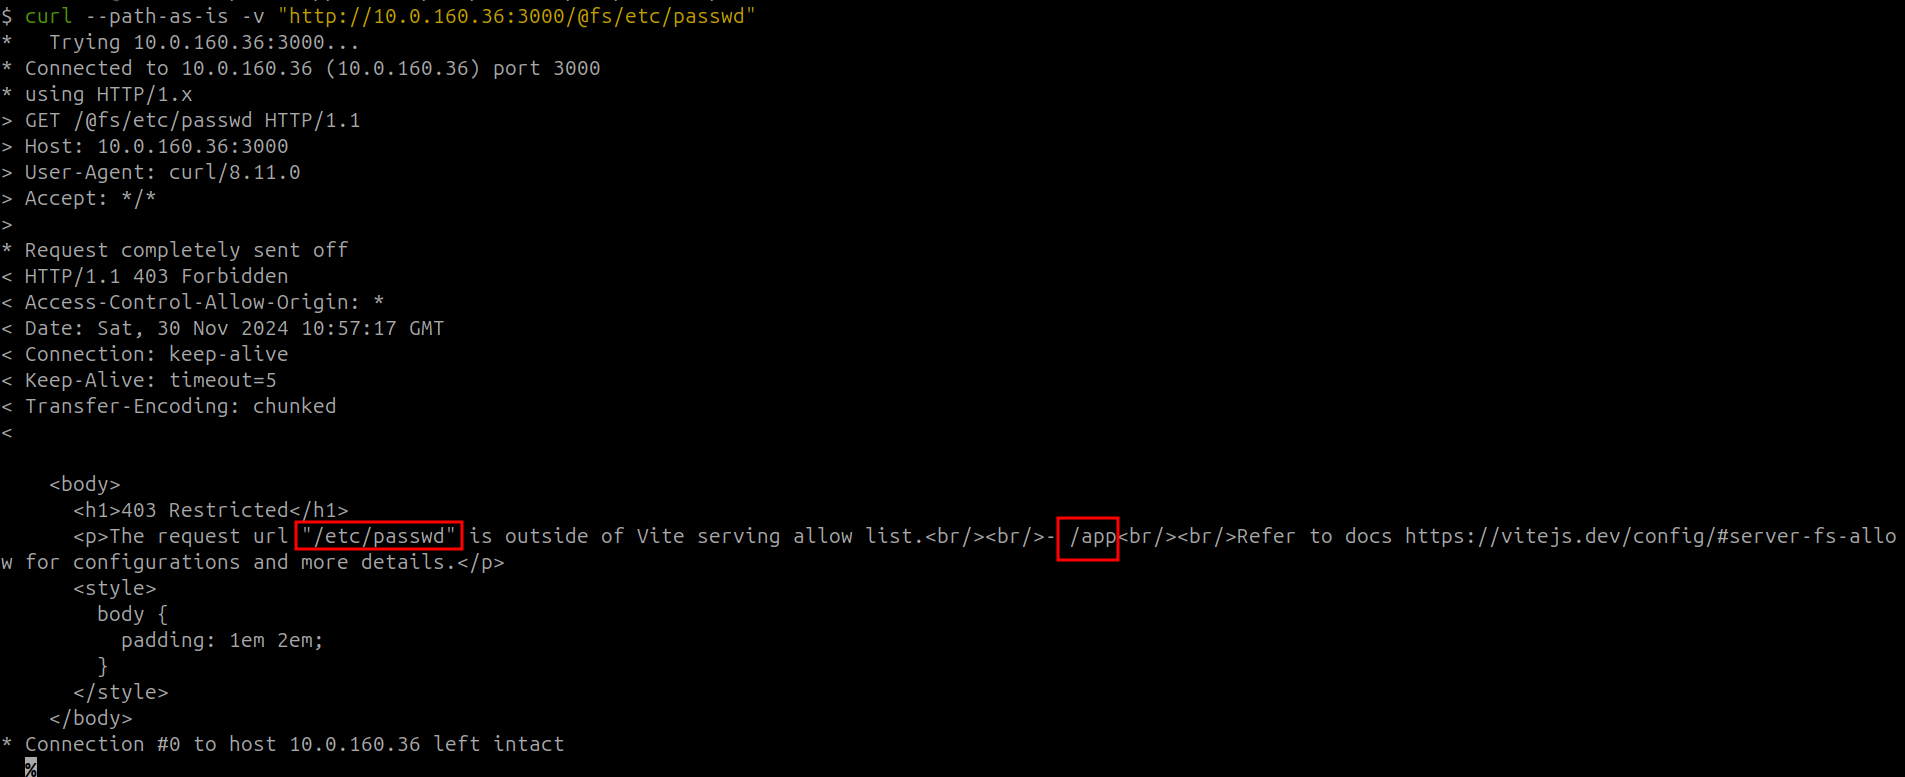 $ curl --path-as-is -v "http://10.0.160.36:3000/@fs/etc/passwd"
*   Trying 10.0.160.36:3000...
* Connected to 10.0.160.36 (10.0.160.36) port 3000
* using HTTP/1.x
> GET /@fs/etc/passwd HTTP/1.1
> Host: 10.0.160.36:3000
> User-Agent: curl/8.11.0
> Accept: */*
>
* Request completely sent off
< HTTP/1.1 403 Forbidden
< Access-Control-Allow-Origin: *
< Date: Sat, 30 Nov 2024 10:57:17 GMT
< Connection: keep-alive
< Keep-Alive: timeout=5
< Transfer-Encoding: chunked
<
    <body>
      <h1>403 Restricted</h1>
      <p>The request url "/etc/passwd" is outside of Vite serving allow list.<br/><br/>- /app<br/><br/>Refer to docs https://vitejs.dev/config/#server-fs-allo
w for configurations and more details.</p>
      <style>
        body {
          padding: 1em 2em;
        }
      </style>
    </body>
* Connection #0 to host 10.0.160.36 left intact
  %